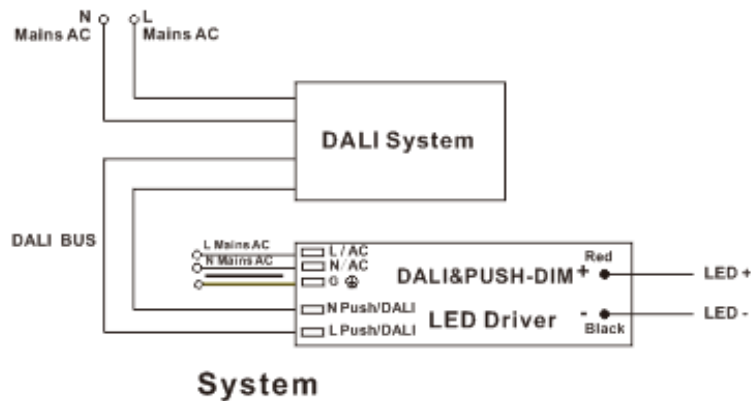 N
Mains AC
L
Mains AC
DALI System
DALI BUS
L Mains AC
N Mains AC
L / AC
N/AC
G
N Push/DALI
L Push/DALI
DALI&PUSH-DIM
LED Driver
Red
+
-
Black
LED +
LED -
System